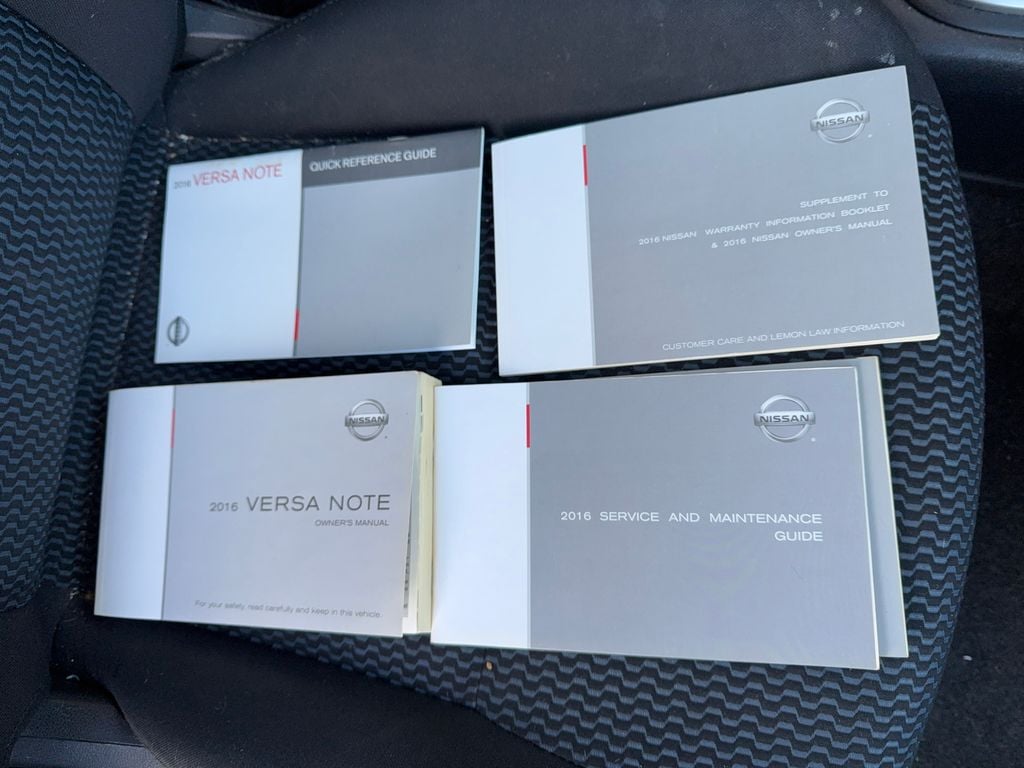 2016 VERSA NOTE
QUICK REFERENCE GUIDE
NISSAN
SUPPLEMENT TO
2016 NISSAN WARRANTY INFORMATION BOOKLET
& 2016 NISSAN OWNER'S MANUAL
CUSTOMER CARE AND LEMON LAW INFORMATION
NISSAN
2016 VERSA NOTE
OWNER'S MANUAL
For your safety, read carefully and keep in this vehicle.
NISSAN
2016 SERVICE AND MAINTENANCE
GUIDE